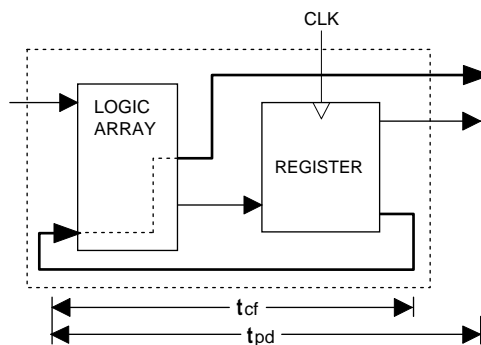 CLK
LOGIC
ARRAY
REGISTER
tcf
tpd